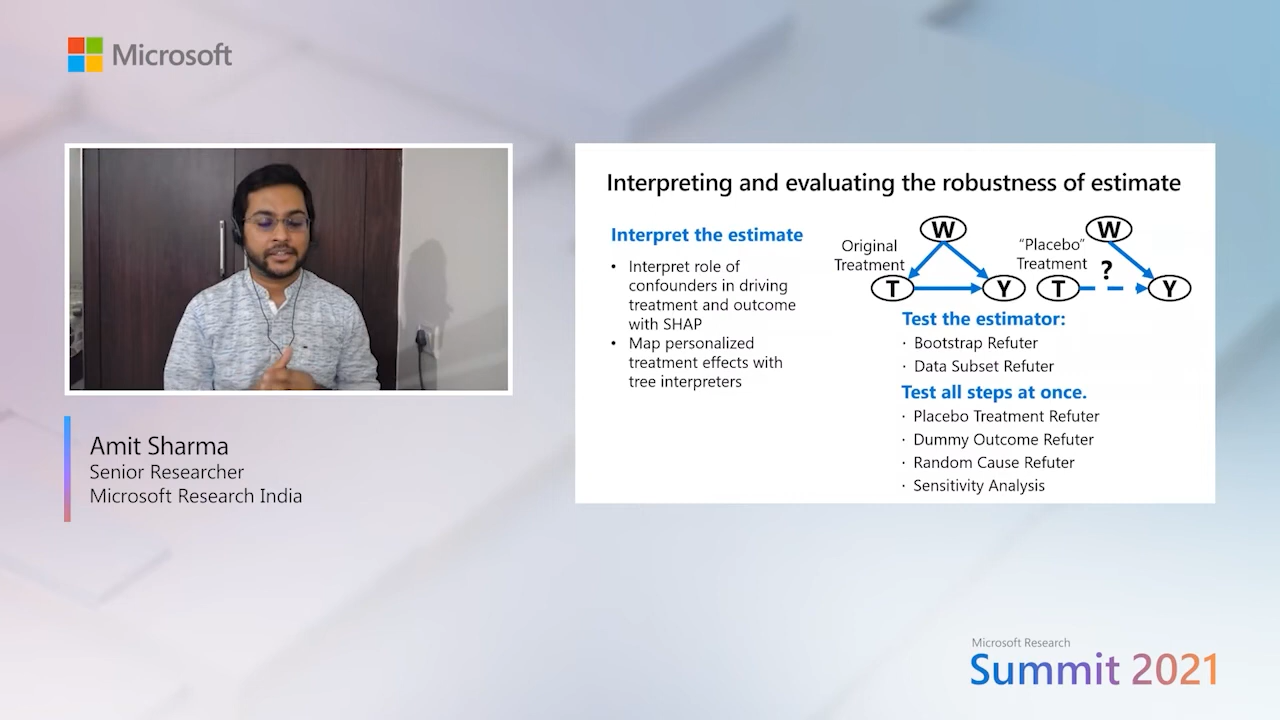 Microsoft
Interpreting and evaluating the robustness of estimate
Interpret the estimate
• Interpret role of
confounders in driving
treatment and outcome
with SHAP
• Map personalized
treatment effects with
tree interpreters
Original
Treatment
W
T
Y
"Placebo"
Treatment
W
?
T
Y
Test the estimator:
· Bootstrap Refuter
· Data Subset Refuter
Test all steps at once.
· Placebo Treatment Refuter
· Dummy Outcome Refuter
· Random Cause Refuter
· Sensitivity Analysis
Amit Sharma
Senior Researcher
Microsoft Research India
Microsoft Research
Summit 2021